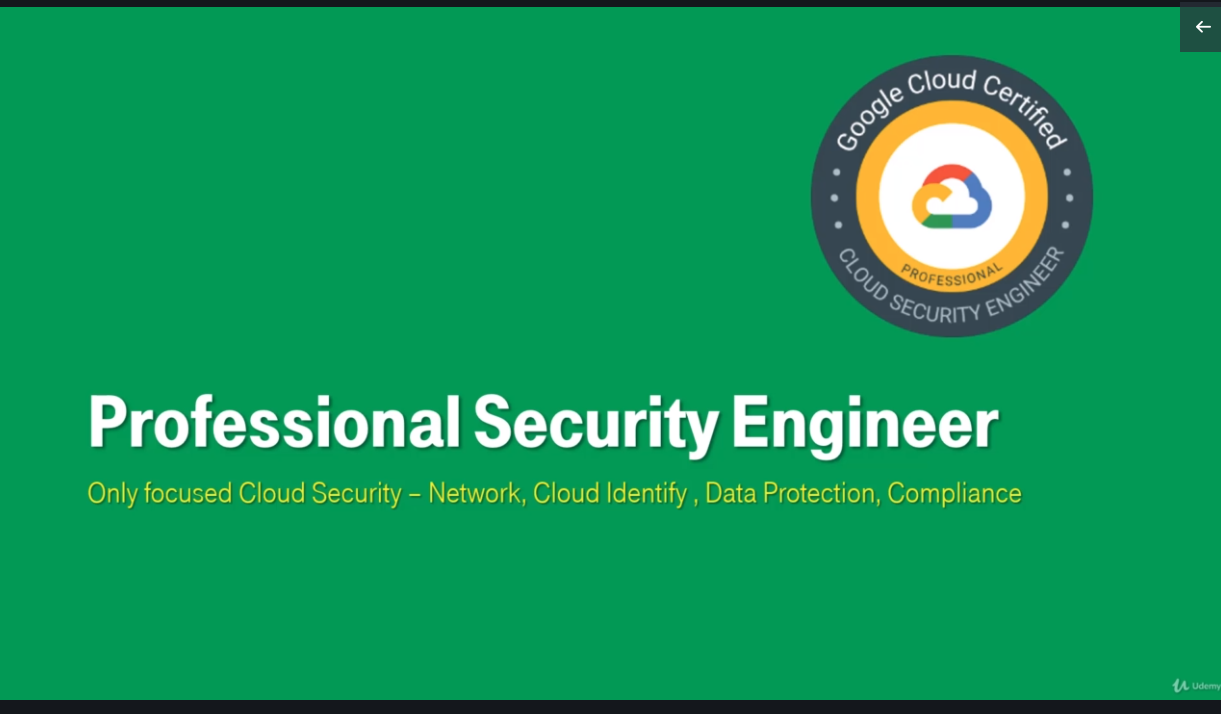 Google Cloud Certified
PROFESSIONAL
CLOUD SECURITY ENGINEER
Professional Security Engineer
Only focused Cloud Security – Network, Cloud Identify , Data Protection, Compliance
Udemy